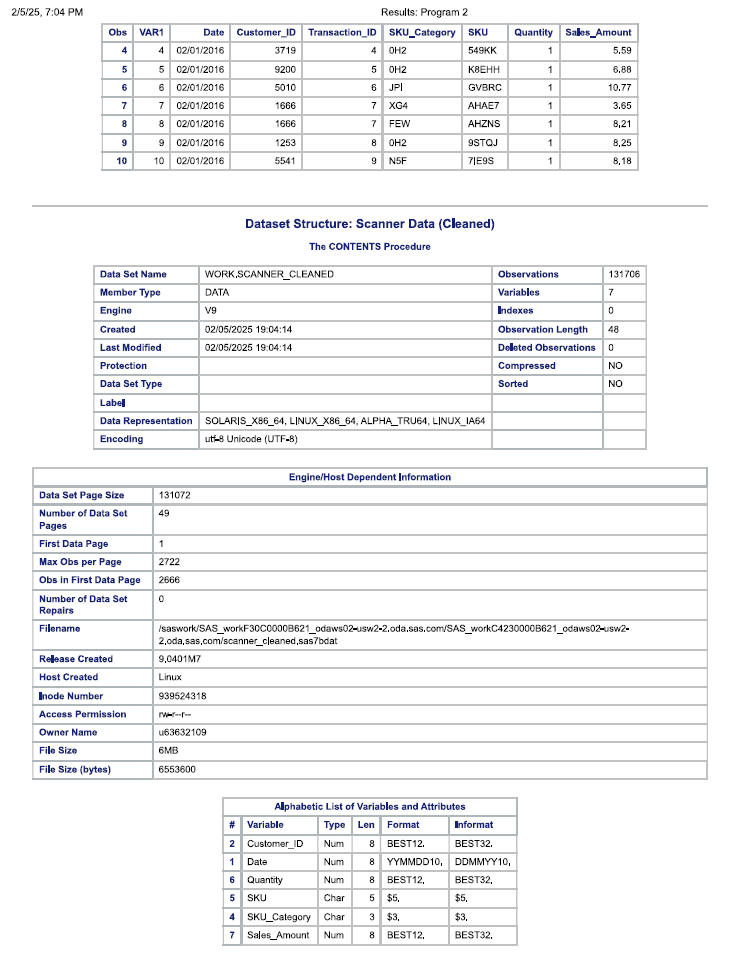 2/5/25, 7:04 PM Results: Program 2
Obs VAR1 Date Customer_ID Transaction_ID SKU_Category SKU Quantity Sales_Amount
4 4 02/01/2016 3719 4 0H2 549KK 1 5.59
5 5 02/01/2016 9200 5 0H2 K8EHH 1 6.88
6 6 02/01/2016 5010 6 JPI GVBRC 1 10.77
7 7 02/01/2016 1666 7 XG4 AHAE7 1 3.65
8 8 02/01/2016 1666 7 FEW AHZNS 1 8.21
9 9 02/01/2016 1253 8 0H2 9STQJ 1 8.25
10 10 02/01/2016 5541 9 N5F 7IE9S 1 8.18
Dataset Structure: Scanner Data (Cleaned)
The CONTENTS Procedure
Data Set Name WORK.SCANNER_CLEANED Observations 131706
Member Type DATA Variables 7
Engine V9 Indexes 0
Created 02/05/2025 19:04:14 Observation Length 48
Last Modified 02/05/2025 19:04:14 Deleted Observations 0
Protection Compressed NO
Data Set Type Sorted NO
Label
Data Representation SOLARIS_X86_64, LINUX_X86_64, ALPHA_TRU64, LINUX_IA64
Encoding utf-8 Unicode (UTF-8)
Engine/Host Dependent Information
Data Set Page Size 131072
Number of Data Set 49
Pages
First Data Page 1
Max Obs per Page 2722
Obs in First Data Page 2666
Number of Data Set 0
Repairs
Filename /saswork/SAS_workF30C0000B621_odaws02-usw2-2.oda.sas.com/SAS_workC4230000B621_odaws02-usw2-
2.oda.sas.com/scanner_cleaned.sas7bdat
Release Created 9.0401M7
Host Created Linux
Inode Number 939524318
Access Permission rw-r--r--
Owner Name u63632109
File Size 6MB
File Size (bytes) 6553600
Alphabetic List of Variables and Attributes
# Variable Type Len Format Informat
2 Customer_ID Num 8 BEST12. BEST32.
1 Date Num 8 YYMMDD10. DDMMYY10.
6 Quantity Num 8 BEST12. BEST32.
5 SKU Char 5 $5. $5.
4 SKU_Category Char 3 $3. $3.
7 Sales_Amount Num 8 BEST12. BEST32.